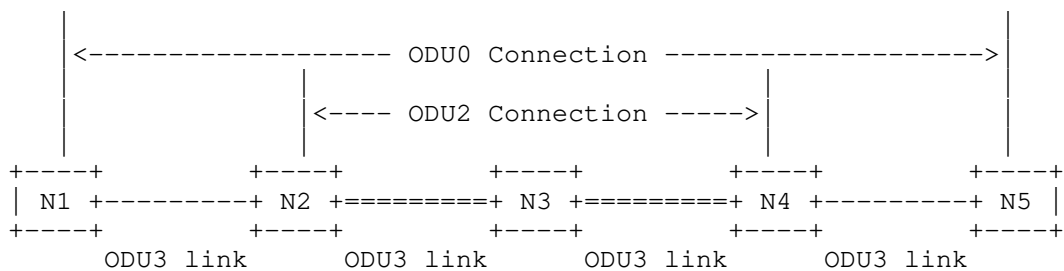 |<------------------ ODU0 Connection ------------------>|
|<---- ODU2 Connection ----->|
| N1 +---------+ N2 +=========+ N3 +=========+ N4 +---------+ N5 |
ODU3 link ODU3 link ODU3 link ODU3 link